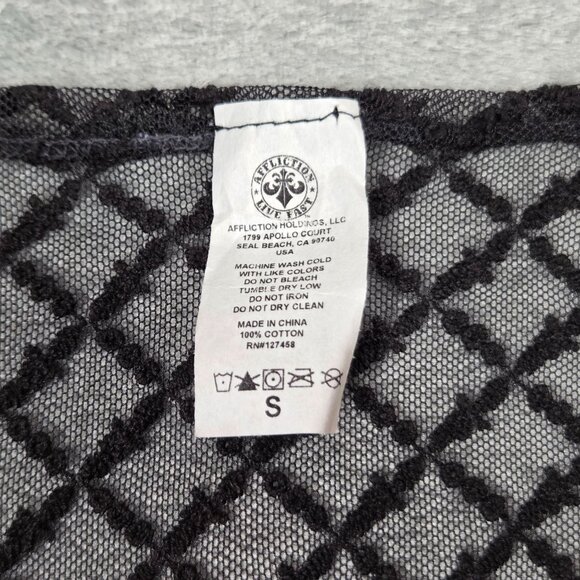 AFFLICTION
LIVE FAST
AFFLICTION HOLDINGS, LLC
1799 APOLLO COURT
SEAL BEACH, CA 90740
USA
MACHINE WASH COLD
WITH LIKE COLORS
DO NOT BLEACH
TUMBLE DRY LOW
DO NOT IRON
DO NOT DRY CLEAN
MADE IN CHINA
100% COTTON
RN#127458
S